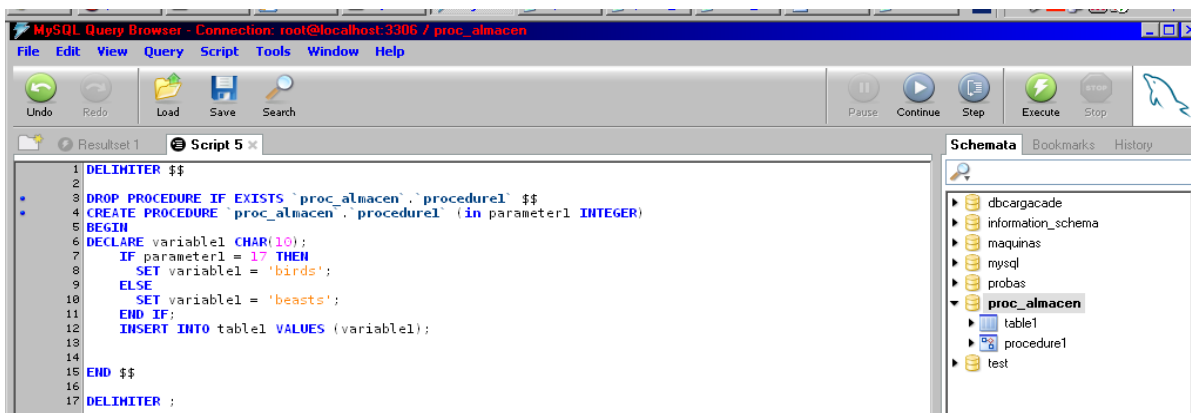 MySQL Query Browser - Connection: root@localhost:3306 / proc_almacen
File Edit View Query Script Tools Window Help
Undo Redo Load Save Search Pause Continue Step Execute Stop
STOP
Resultset 1 Script 5 Schemata Bookmarks History
1 DELIMITER $$
2
3 DROP PROCEDURE IF EXISTS `proc_almacen`.`procedure1` $$
4 CREATE PROCEDURE `proc_almacen`.`procedure1` (in parameter1 INTEGER)
5 BEGIN
6 DECLARE variable1 CHAR(10);
7 IF parameter1 = 17 THEN
8 SET variable1 = 'birds';
9 ELSE
10 SET variable1 = 'beasts';
11 END IF;
12 INSERT INTO table1 VALUES (variable1);
13
14
15 END $$
16
17 DELIMITER ;
dbcargacade
information_schema
maquinas
mysql
probas
proc_almacen
table1
procedure1
test